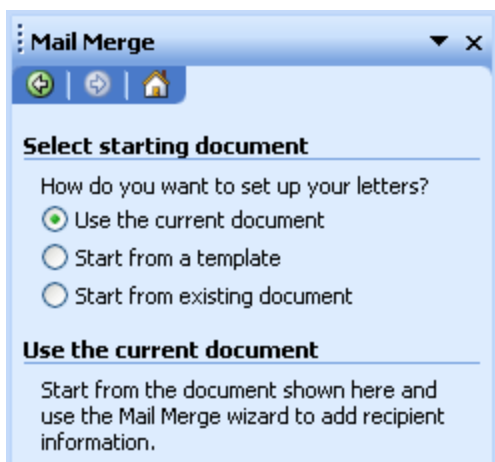 Mail Merge
Select starting document
How do you want to set up your letters?
Use the current document
Start from a template
Start from existing document
Use the current document
Start from the document shown here and
use the Mail Merge wizard to add recipient
information.